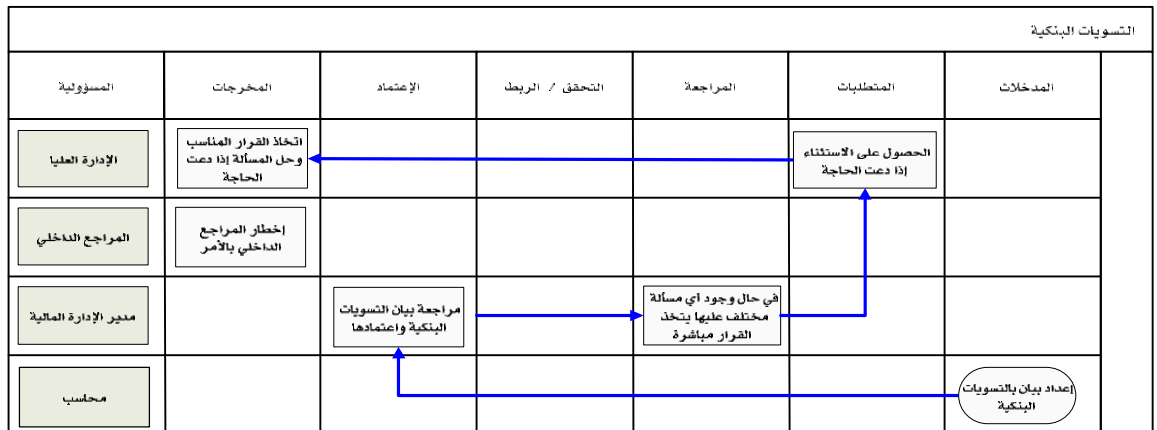 التسويات البنكية
المدخلات
المتطلبات
المراجعة
التحقق / الربط
الإعتماد
المخرجات
المسؤولية
الحصول على الاستثناء
إذا دعت الحاجة
اتخاذ القرار المناسب
وحل المسألة إذا دعت
الحاجة
الإدارة العليا
إخطار المراجع
الداخلي بالأمر
المراجع الداخلي
في حال وجود أي مسألة
مختلف عليها يتخذ
القرار مباشرة
مراجعة بيان التسويات
البنكية واعتمادها
مدير الإدارة المالية
إعداد بيان بالتسويات
البنكية
محاسب